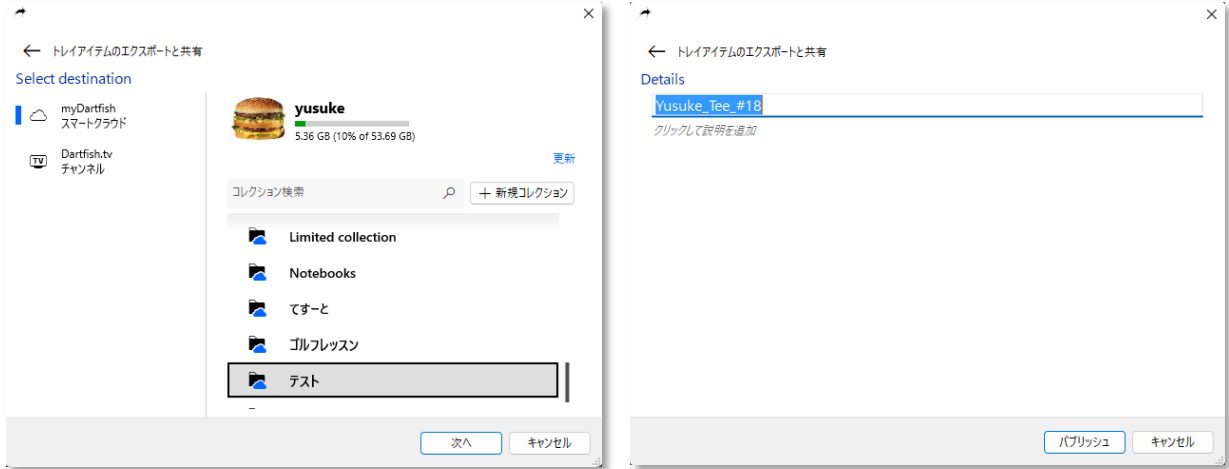 トレイアイテムのエクスポートと共有
Select destination
myDartfish
スマートクラウド
Dartfish.tv
チャンネル
yusuke
5.36 GB (10% of 53.69 GB)
更新
コレクション検索
+ 新規コレクション
Limited collection
Notebooks
てすーと
ゴルフレッスン
テスト
次へ
キャンセル
トレイアイテムのエクスポートと共有
Details
Yusuke_Tee_#18
クリックして説明を追加
パブリッシュ
キャンセル